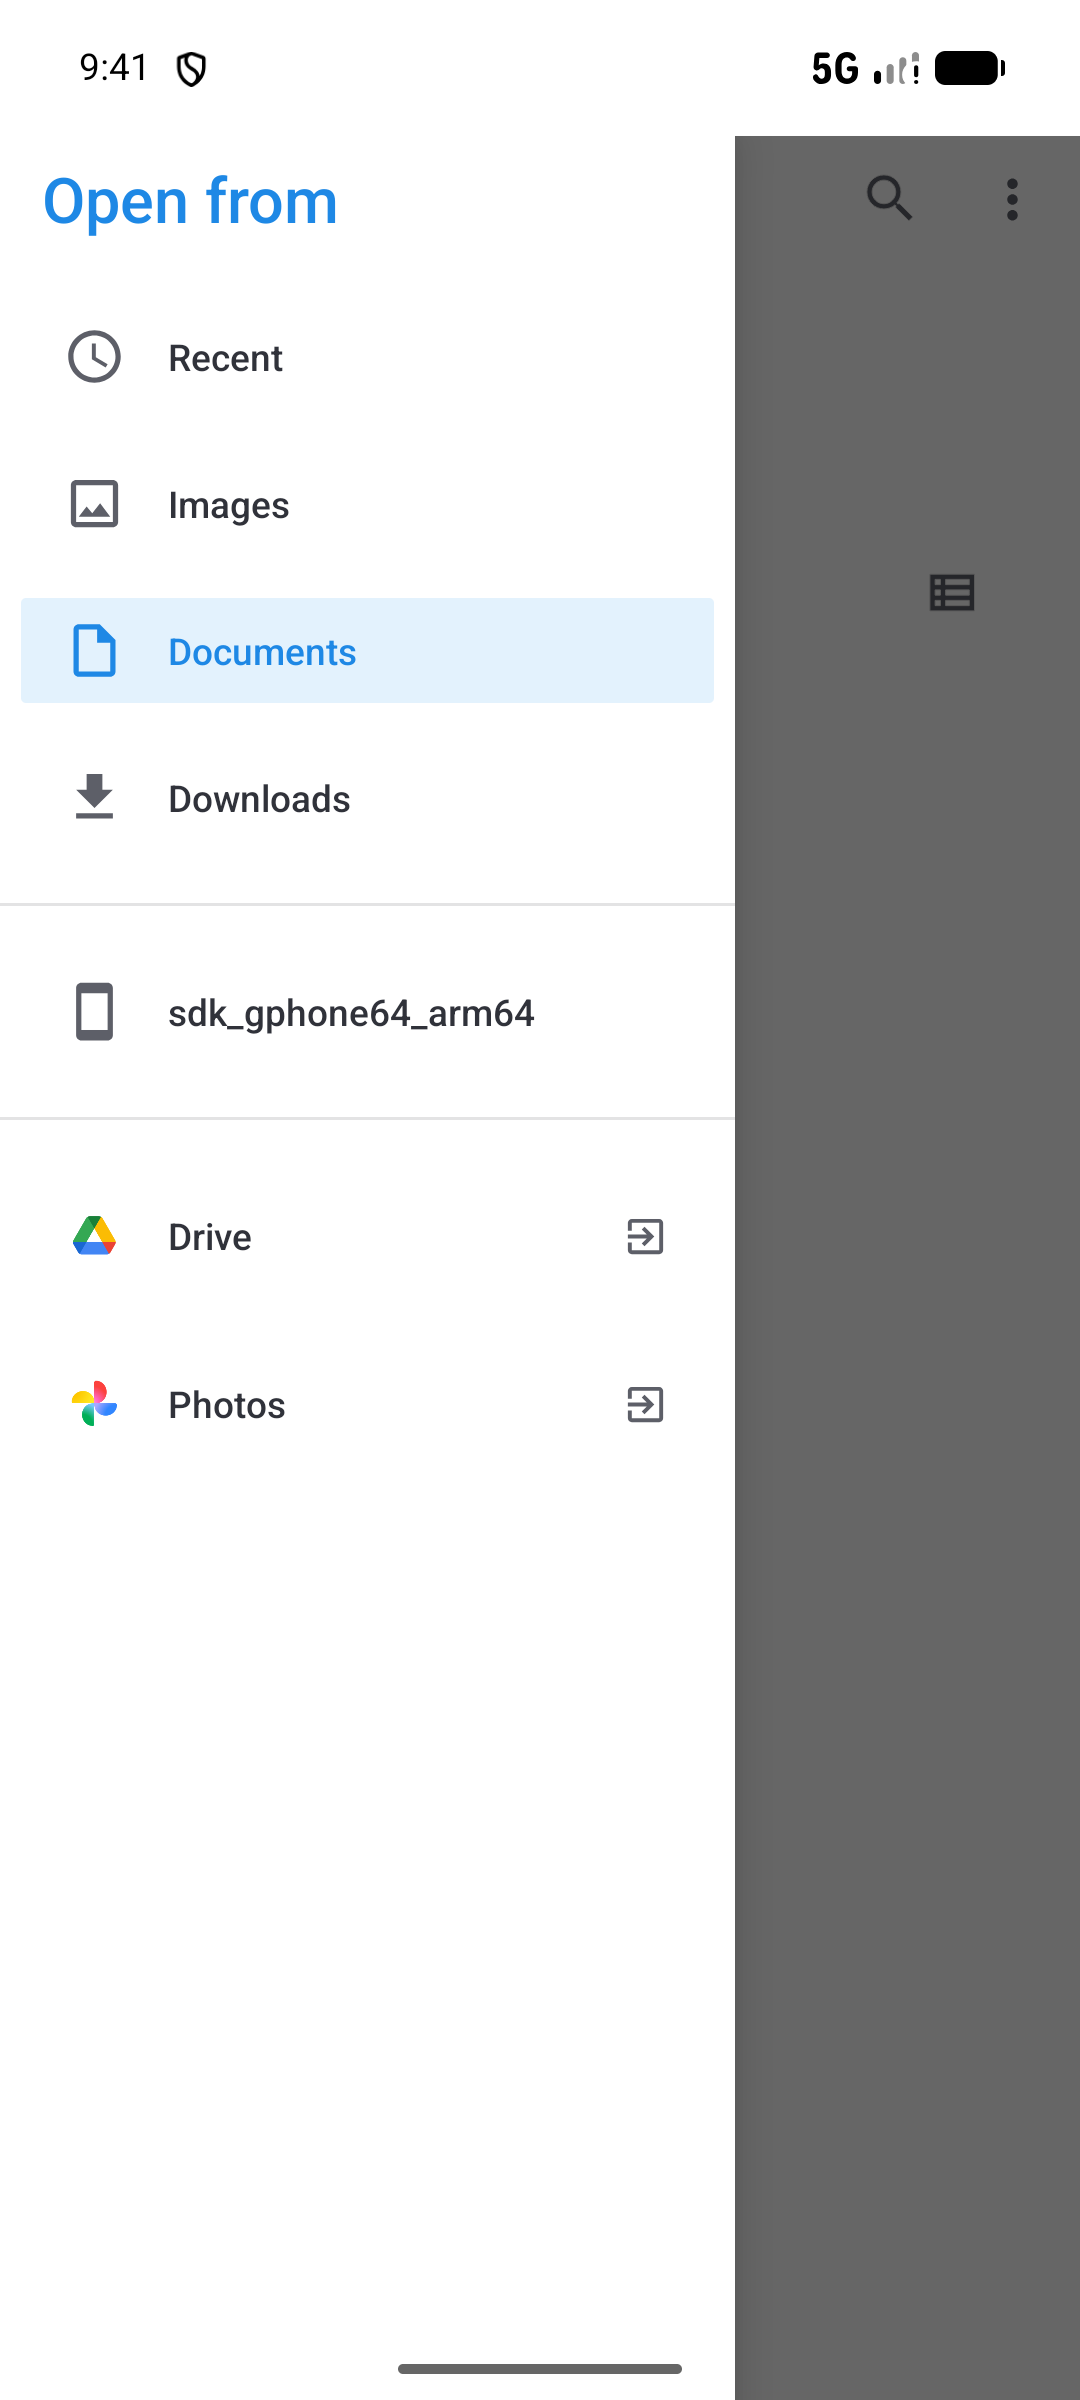 9:41
5G
Open from
Recent
Images
Documents
Downloads
sdk_gphone64_arm64
Drive
Photos